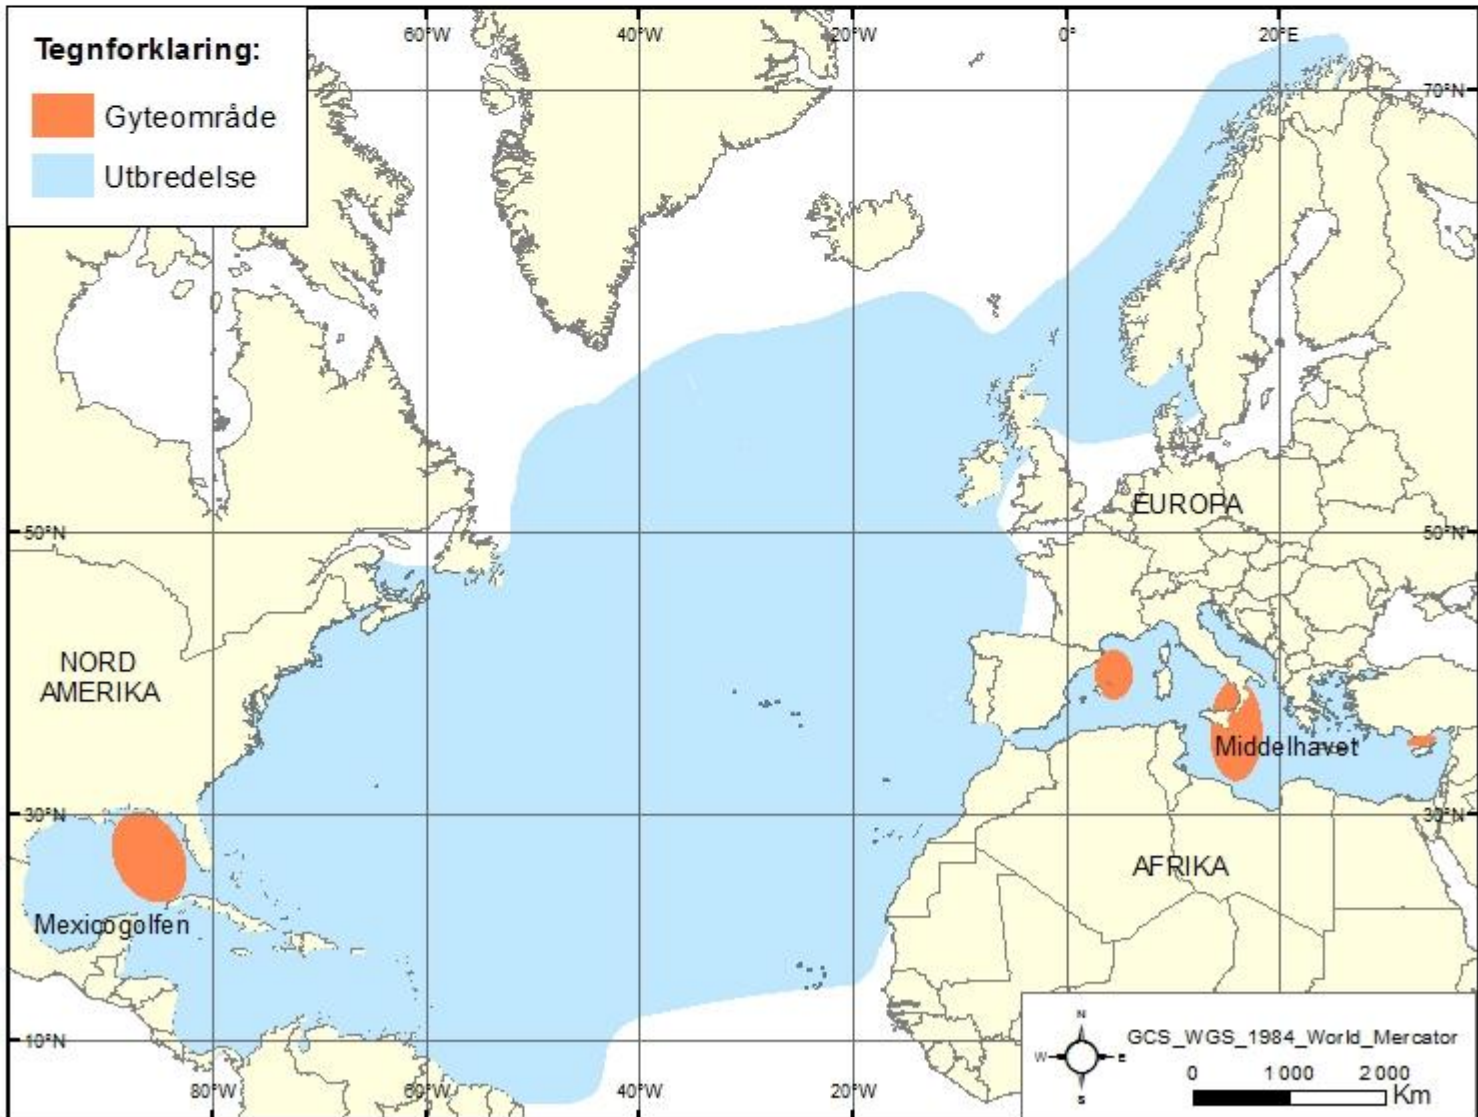 Tegnforklaring:
Gyteområde
Utbredelse
60°W 40°W 20°W 0° 20°E
70°N 70°N
50°N 50°N
EUROPA
NORD
AMERIKA
Middelhavet
30°N 30°N
AFRIKA
Mexicogolfen
N
W E
S
GCS_WGS_1984_World_Mercator
0 1 000 2 000
Km
10°N
80°W 60°W 40°W 20°W